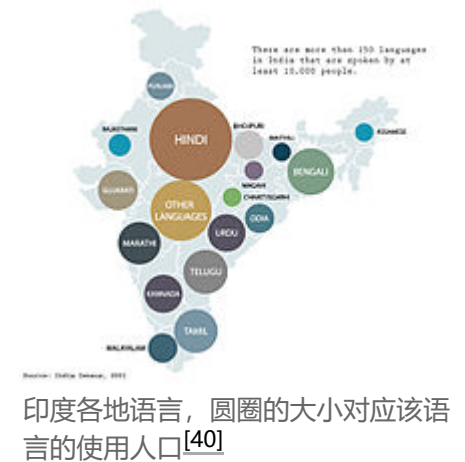 There are more than 150 languages
in India that are spoken by at
least 10,000 people.
PUNJABI
RAJASTHANI
HINDI
BHOJPURI
MAITHILI
ASSAMESE
MAGAHI
BENGALI
GUJARATI
CHHATTISGARHI
OTHER
LANGUAGES
ODIA
URDU
MARATHI
TELUGU
KANNADA
TAMIL
MALAYALAM
Source: India Census, 2001
印度各地语言，圆圈的大小对应该语
言的使用人口[40]